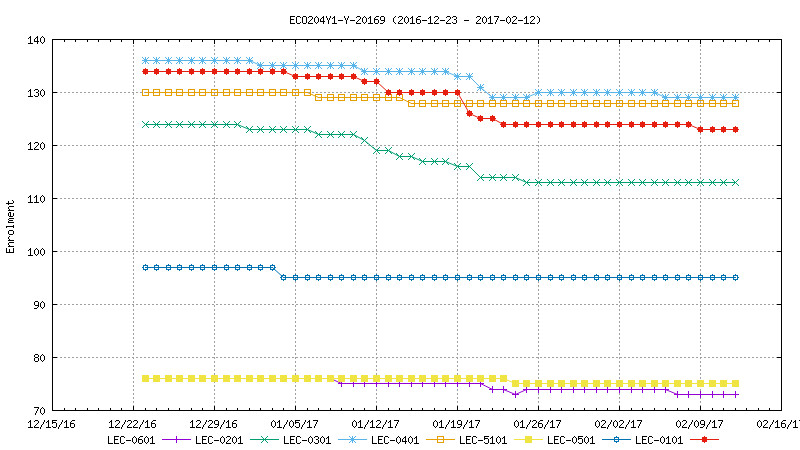 ECO204Y1-Y-20169 (2016-12-23 - 2017-02-12)
140
130
120
110
100
90
80
70
Enrolment
12/15/16 12/22/16 12/29/16 01/05/17 01/12/17 01/19/17 01/26/17 02/02/17 02/09/17 02/16/1
LEC-0601 LEC-0201 LEC-0301 LEC-0401 LEC-5101 LEC-0501 LEC-0101